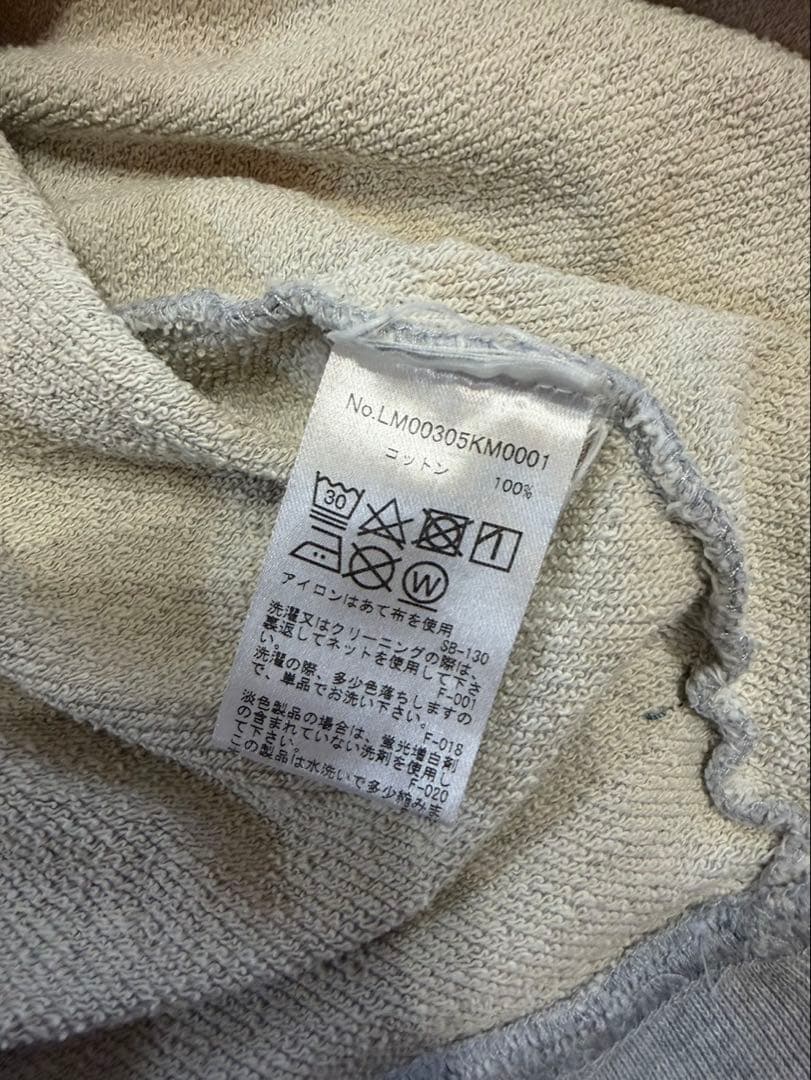 No.LM00305KM0001
コットン 100%
30
W
アイロンはあて布を使用
SB-130
洗濯又はクリーニングの際は、
裏返してネットを使用して下さ
い。 F-001
洗濯の際、多少色落ちしますの
で、単品でお洗い下さい。
F-018
淡色製品の場合は、蛍光増白剤
の含まれていない洗剤を使用し
て下さい。 F-020
この製品は水洗いで多少縮みま